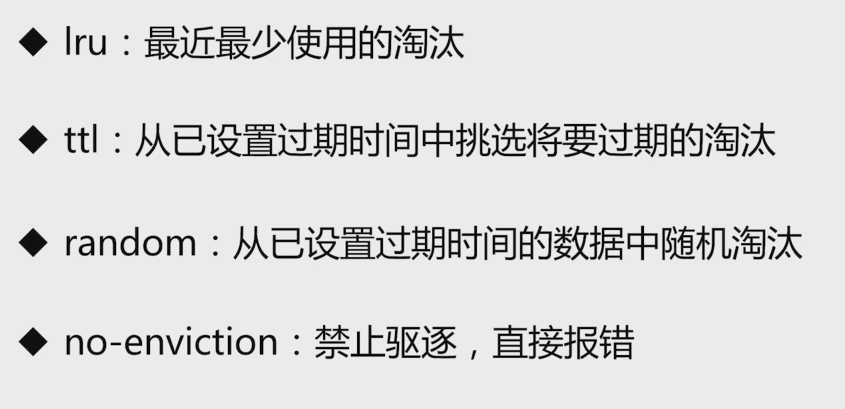 ◆ lru：最近最少使用的淘汰
◆ ttl：从已设置过期时间中挑选将要过期的淘汰
◆ random：从已设置过期时间的数据中随机淘汰
◆ no-enviction：禁止驱逐，直接报错